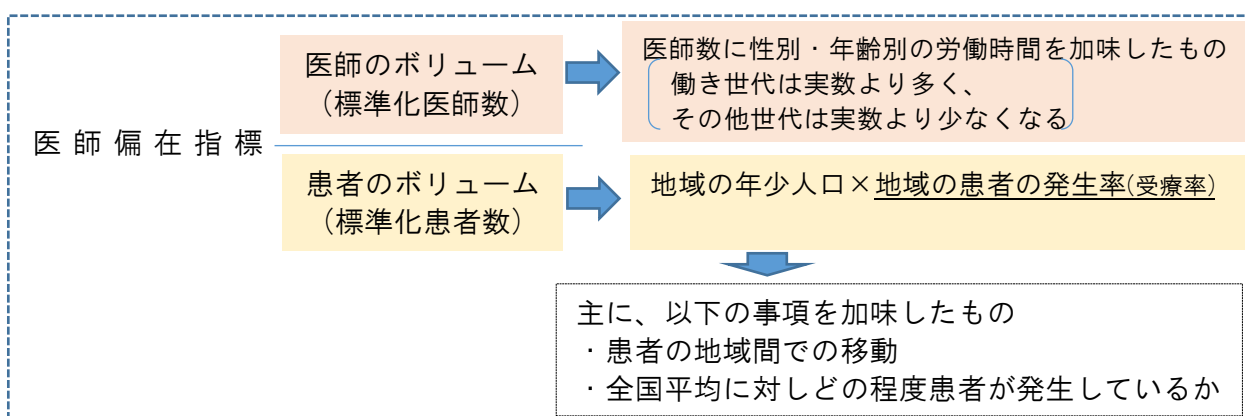 医師のボリューム
(標準化医師数)
医師数に性別・年齢別の労働時間を加味したもの
働き世代は実数より多く、
その他世代は実数より少なくなる
医師偏在指標
患者のボリューム
(標準化患者数)
地域の年少人口×地域の患者の発生率(受療率)
主に、以下の事項を加味したもの
・患者の地域間での移動
・全国平均に対しどの程度患者が発生しているか